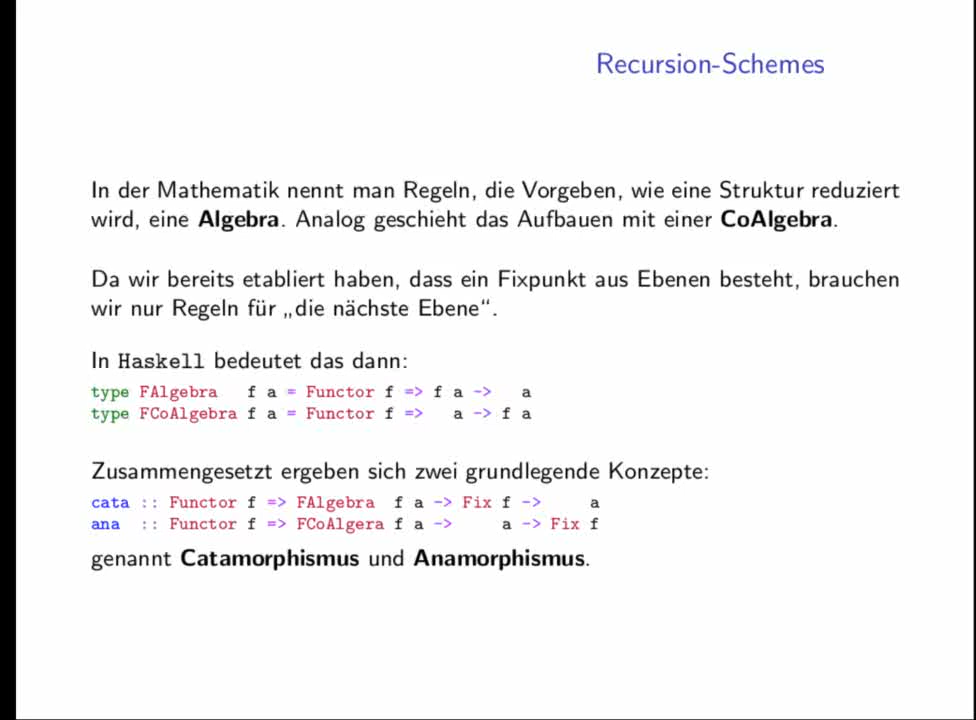 Recursion-Schemes
In der Mathematik nennt man Regeln, die Vorgeben, wie eine Struktur reduziert
wird, eine Algebra. Analog geschieht das Aufbauen mit einer CoAlgebra.
Da wir bereits etabliert haben, dass ein Fixpunkt aus Ebenen besteht, brauchen
wir nur Regeln für „die nächste Ebene“.
In Haskell bedeutet das dann:
type FAlgebra   f a = Functor f => f a ->   a
type FCoAlgebra f a = Functor f =>   a -> f a
Zusammengesetzt ergeben sich zwei grundlegende Konzepte:
cata :: Functor f => FAlgebra  f a -> Fix f ->     a
ana  :: Functor f => FCoAlgera f a ->     a -> Fix f
genannt Catamorphismus und Anamorphismus.